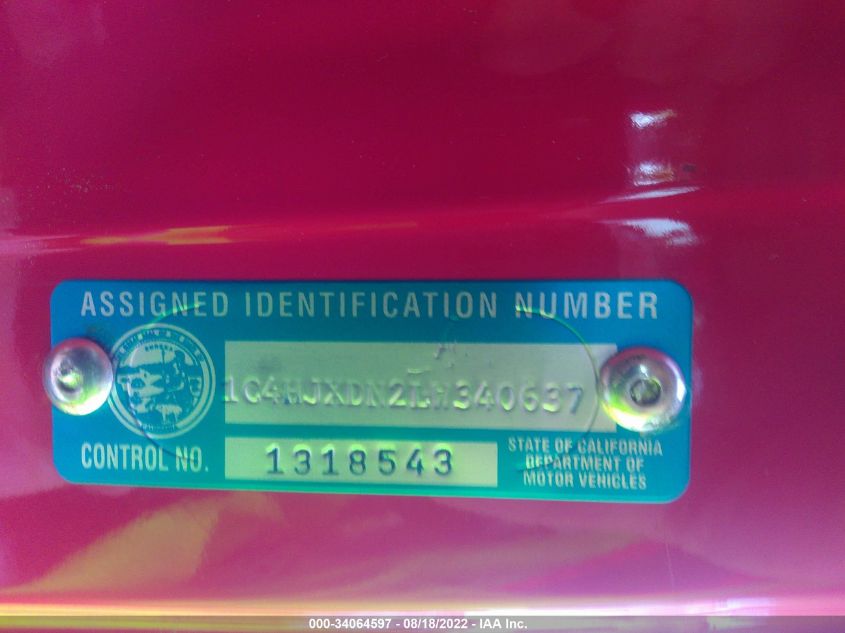 ASSIGNED IDENTIFICATION NUMBER
1C4HJXDN2LW340637
CONTROL NO.
1318543
STATE OF CALIFORNIA
DEPARTMENT OF
MOTOR VEHICLES
000-34064597 - 08/18/2022 - IAA Inc.